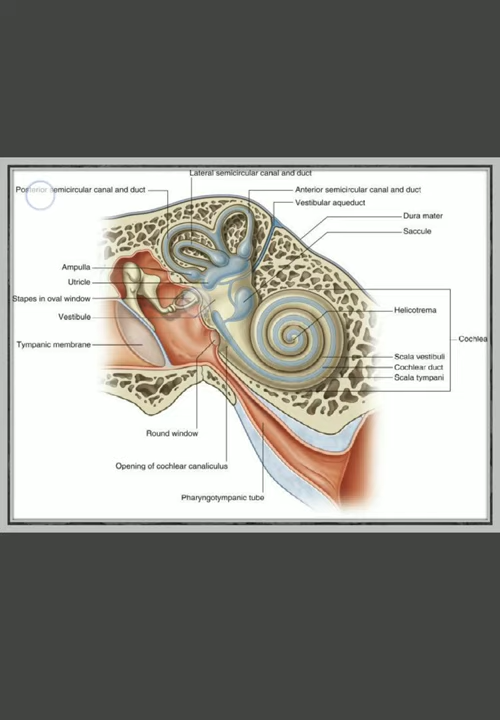 Lateral semicircular canal and duct
Posterior semicircular canal and duct
Anterior semicircular canal and duct
Vestibular aqueduct
Dura mater
Saccule
Ampulla
Utricle
Stapes in oval window
Vestibule
Tympanic membrane
Helicotrema
Cochlea
Scala vestibuli
Cochlear duct
Scala tympani
Round window
Opening of cochlear canaliculus
Pharyngotympanic tube